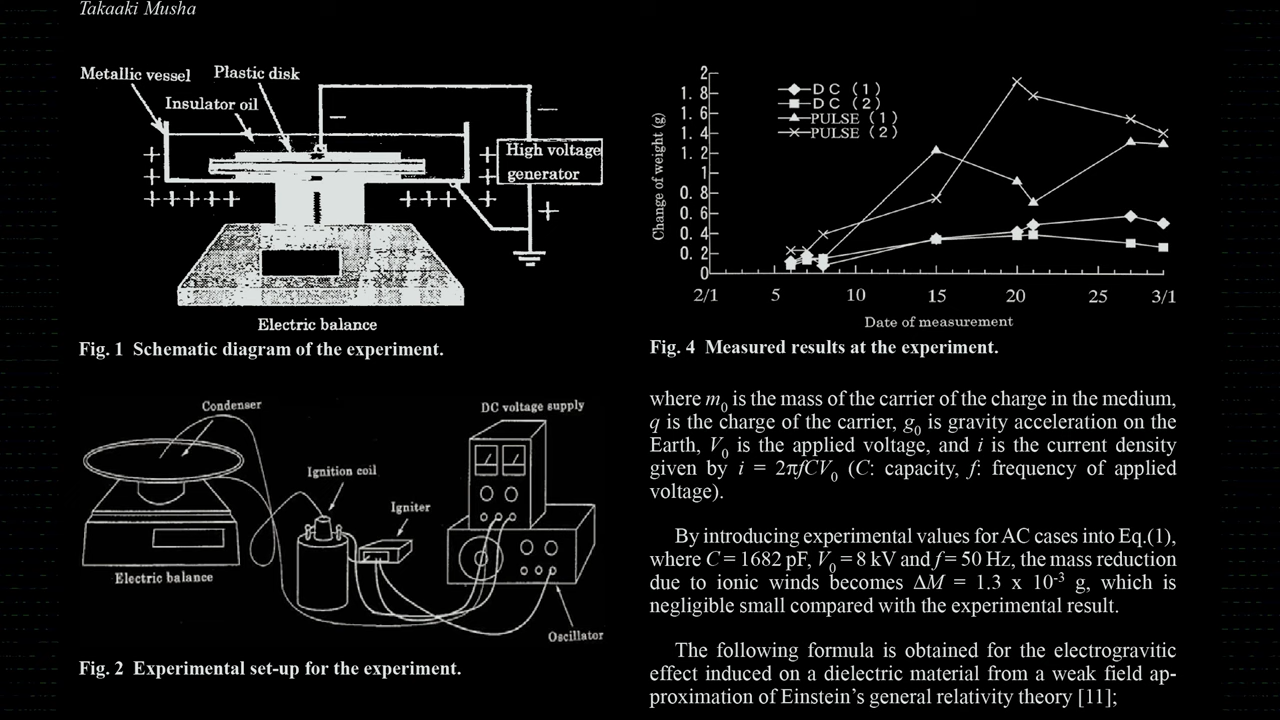 Takaaki Musha
Metallic vessel
Plastic disk
Insulator oil
High voltage
generator
Electric balance
Fig. 1 Schematic diagram of the experiment.
Condenser
DC voltage supply
Ignition coil
Igniter
Electric balance
Oscillator
Fig. 2 Experimental set-up for the experiment.
Change of weight (g)
2
1. 8
1. 6
1. 4
1. 2
1
0. 8
0. 6
0. 4
0. 2
0
DC (1)
DC (2)
PULSE (1)
PULSE (2)
2/1 5 10 15 20 25 3/1
Date of measurement
Fig. 4 Measured results at the experiment.
where m₀ is the mass of the carrier of the charge in the medium,
q is the charge of the carrier, g₀ is gravity acceleration on the
Earth, V₀ is the applied voltage, and i is the current density
given by i = 2πfCV₀ (C: capacity, f: frequency of applied
voltage).
By introducing experimental values for AC cases into Eq.(1),
where C = 1682 pF, V₀ = 8 kV and f = 50 Hz, the mass reduction
due to ionic winds becomes ΔM = 1.3 x 10⁻³ g, which is
negligible small compared with the experimental result.
The following formula is obtained for the electrogravitic
effect induced on a dielectric material from a weak field ap-
proximation of Einstein's general relativity theory [11];